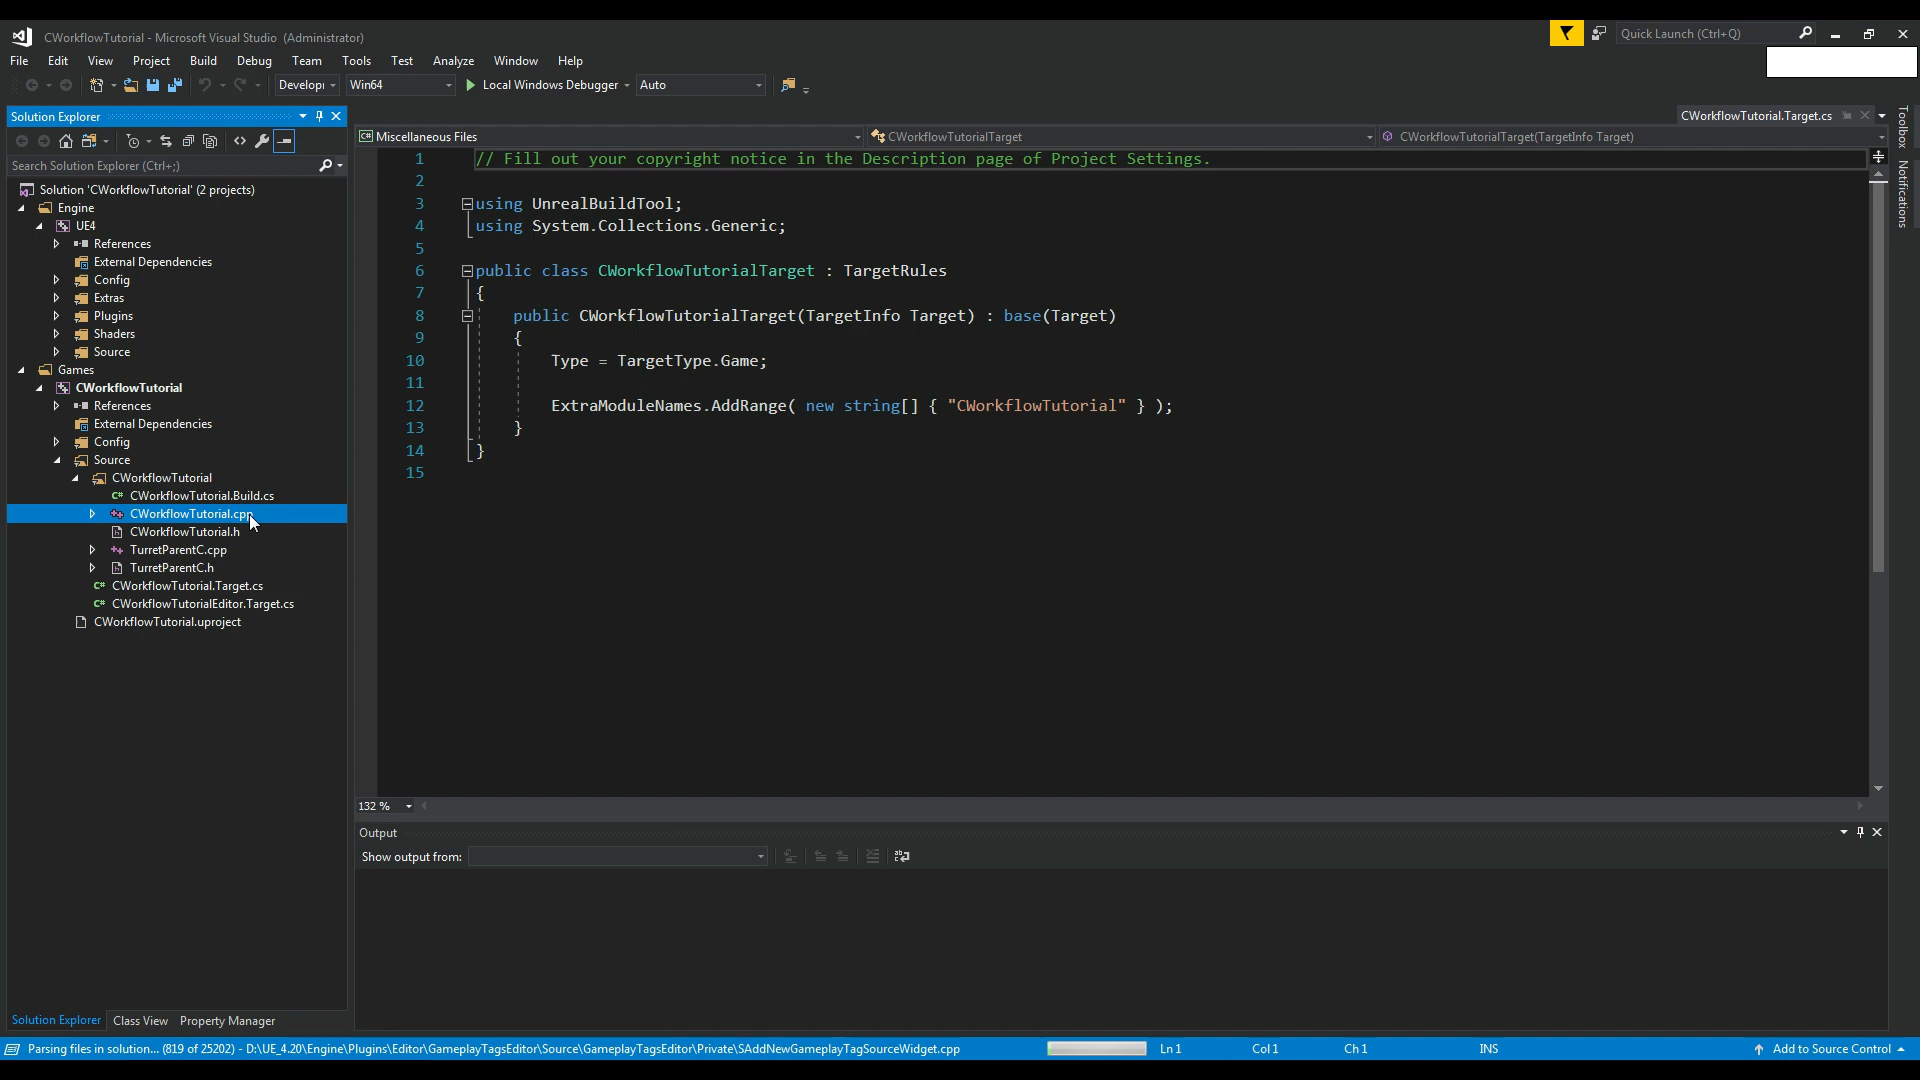 CWorkflowTutorial - Microsoft Visual Studio (Administrator)
Quick Launch (Ctrl+Q)
File Edit View Project Build Debug Team Tools Test Analyze Window Help
Develop Win64 Local Windows Debugger Auto
Solution Explorer
Search Solution Explorer (Ctrl+;)
Solution 'CWorkflowTutorial' (2 projects)
Engine
UE4
References
External Dependencies
Config
Extras
Plugins
Shaders
Source
Games
CWorkflowTutorial
References
External Dependencies
Config
Source
CWorkflowTutorial
CWorkflowTutorial.Build.cs
CWorkflowTutorial.cpp
CWorkflowTutorial.h
TurretParentC.cpp
TurretParentC.h
CWorkflowTutorial.Target.cs
CWorkflowTutorialEditor.Target.cs
CWorkflowTutorial.uproject
Solution Explorer Class View Property Manager
CWorkflowTutorial.Target.cs
Miscellaneous Files CWorkflowTutorialTarget CWorkflowTutorialTarget(TargetInfo Target)
1 // Fill out your copyright notice in the Description page of Project Settings.
2
3 using UnrealBuildTool;
4 using System.Collections.Generic;
5
6 public class CWorkflowTutorialTarget : TargetRules
7 {
8 public CWorkflowTutorialTarget(TargetInfo Target) : base(Target)
9 {
10 Type = TargetType.Game;
11
12 ExtraModuleNames.AddRange( new string[] { "CWorkflowTutorial" } );
13 }
14 }
15
132 %
Output
Show output from:
Toolbox
Notifications
Parsing files in solution... (819 of 25202) - D:\UE_4.20\Engine\Plugins\Editor\GameplayTagsEditor\Source\GameplayTagsEditor\Private\SAddNewGameplayTagSourceWidget.cpp Ln 1 Col 1 Ch 1 INS Add to Source Control